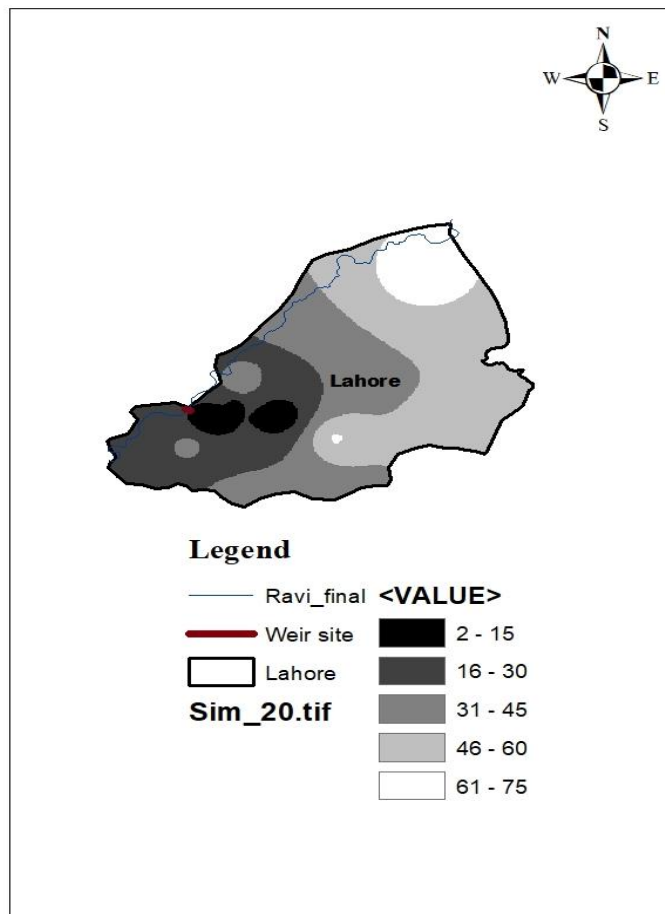 N
W E
S
Lahore
Legend
Ravi_final <VALUE>
Weir site 2 - 15
Lahore 16 - 30
Sim_20.tif 31 - 45
46 - 60
61 - 75